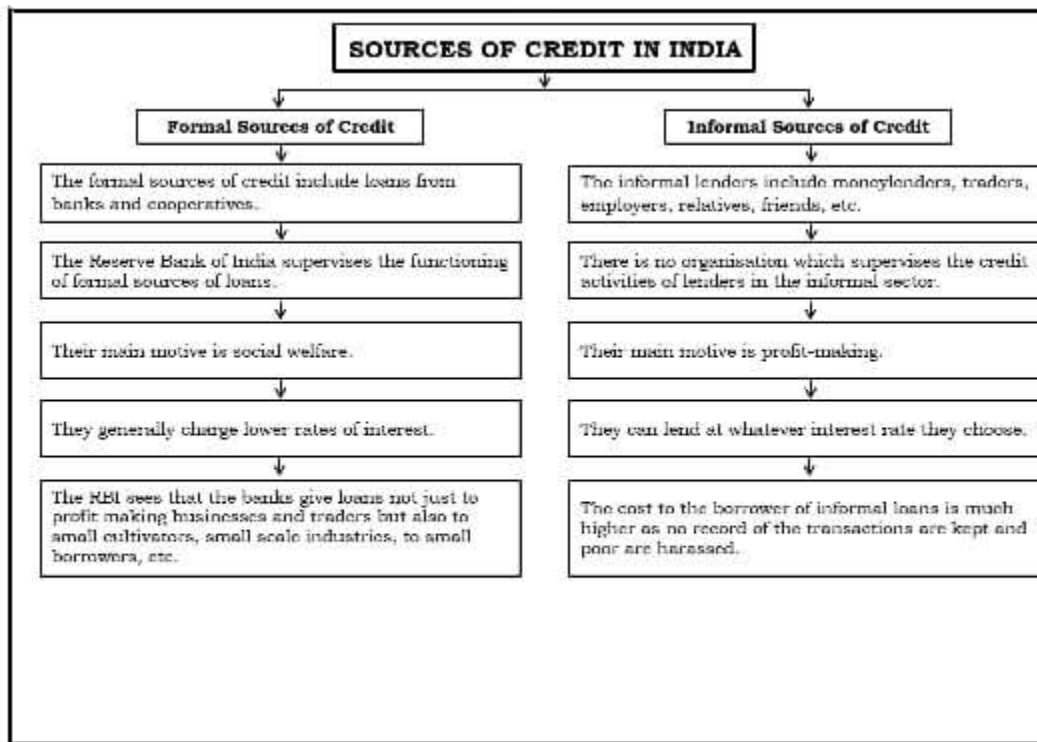 SOURCES OF CREDIT IN INDIA
Formal Sources of Credit
The formal sources of credit include loans from
banks and cooperatives.
The Reserve Bank of India supervises the functioning
of formal sources of loans.
Their main motive is social welfare.
They generally charge lower rates of interest.
The RBI sees that the banks give loans not just to
profit making businesses and traders but also to
small cultivators, small scale industries, to small
borrowers, etc.
Informal Sources of Credit
The informal lenders include moneylenders, traders,
employers, relatives, friends, etc.
There is no organisation which supervises the credit
activities of lenders in the informal sector.
Their main motive is profit-making.
They can lend at whatever interest rate they choose.
The cost to the borrower of informal loans is much
higher as no record of the transactions are kept and
poor are harassed.